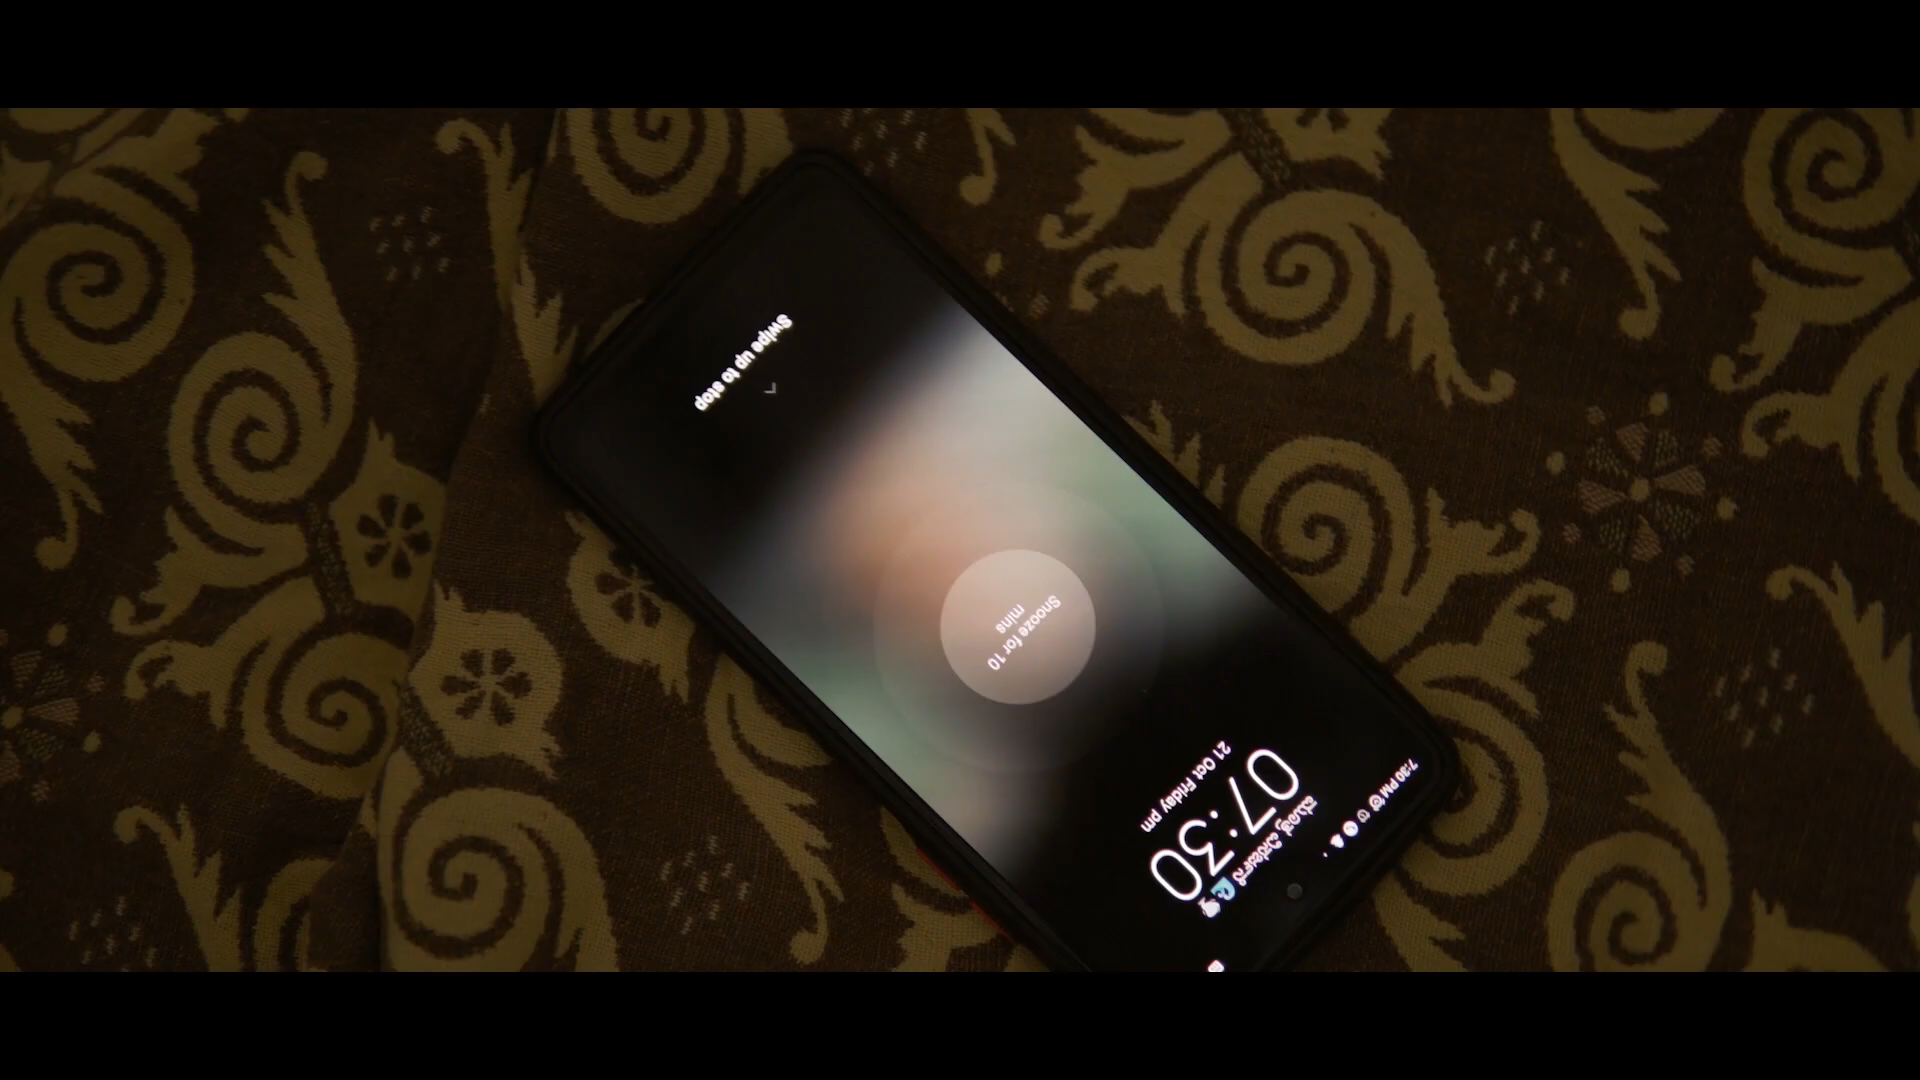 7:30 PM
07:30
21 Oct Friday pm
Snooze for 10
mins
Swipe up to stop